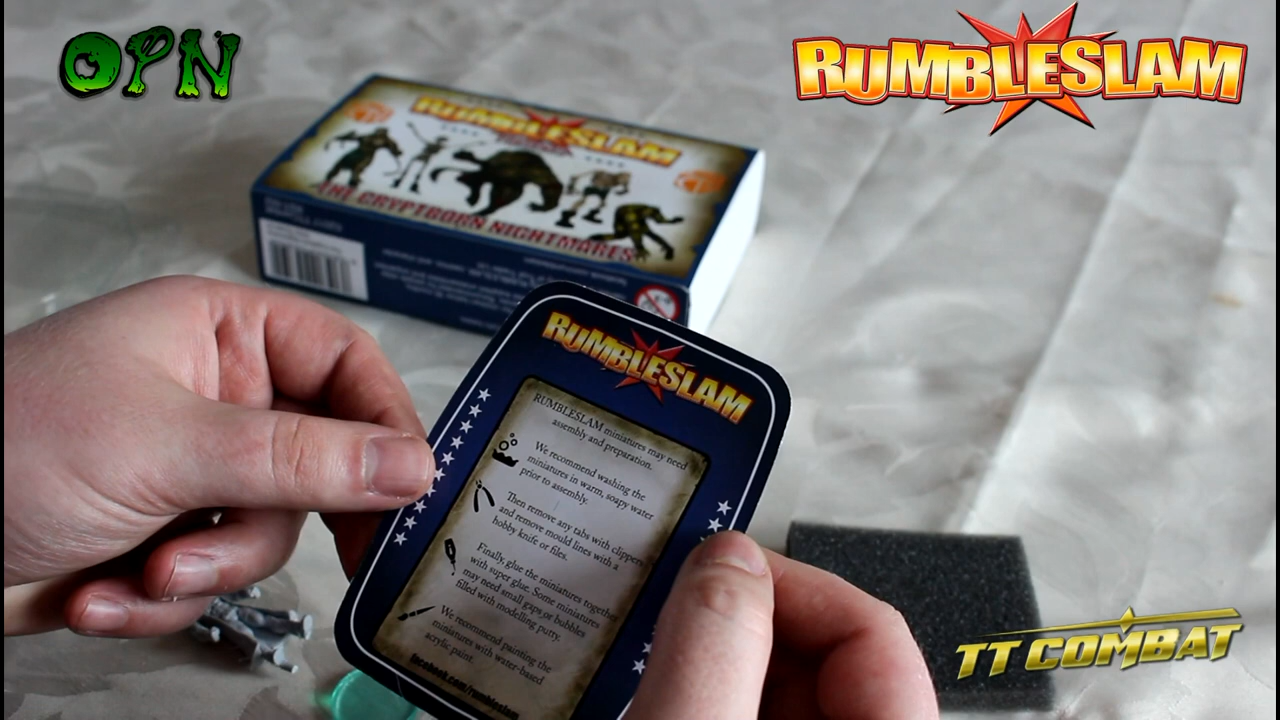 OPN
RUMBLESLAM
RUMBLESLAM
THE CRYPTBORN NIGHTMARES
RUMBLESLAM
RUMBLESLAM miniatures may need
assembly and preparation.
We recommend washing the
miniatures in warm, soapy water
prior to assembly.
Then remove any tabs with clippers
and remove mould lines with a
hobby knife or files.
Finally, glue the miniatures together
with super glue. Some miniatures
may need small gaps or bubbles
filled with modelling putty.
We recommend painting the
miniatures with water-based
acrylic paint.
facebook.com/rumbleslam
TT COMBAT